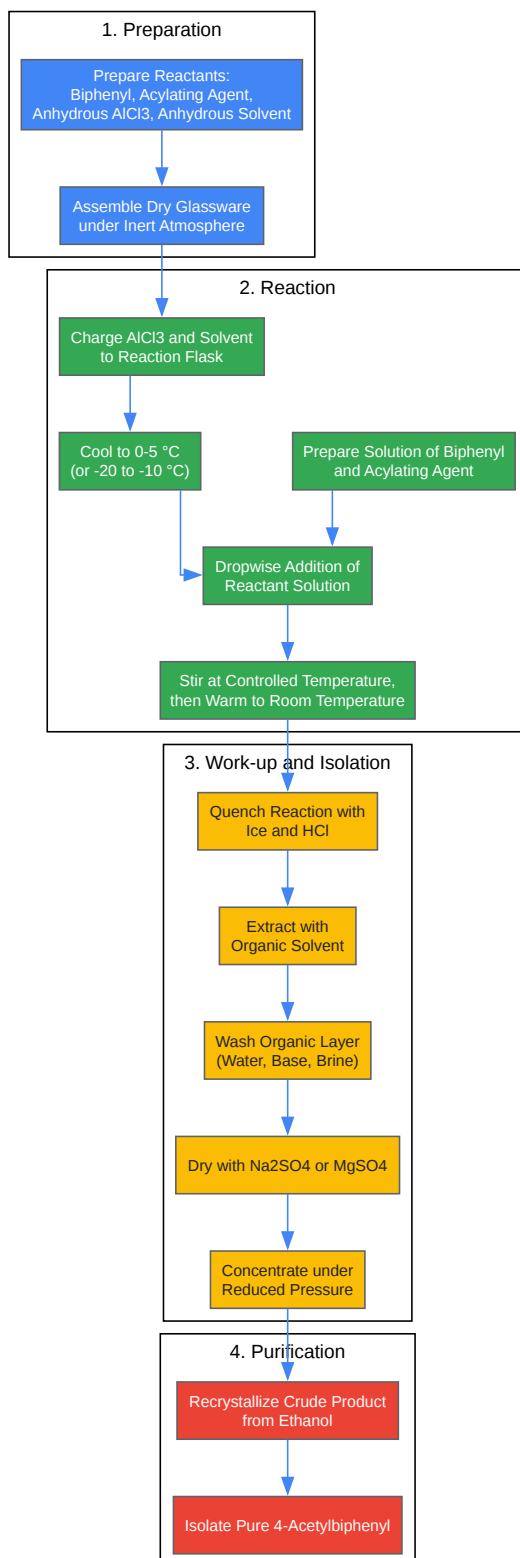 1. Preparation
Prepare Reactants:
Biphenyl, Acylating Agent,
Anhydrous AlCl3, Anhydrous Solvent
Assemble Dry Glassware
under Inert Atmosphere
2. Reaction
Charge AlCl3 and Solvent
to Reaction Flask
Cool to 0-5 °C
(or -20 to -10 °C)
Prepare Solution of Biphenyl
and Acylating Agent
Dropwise Addition of
Reactant Solution
Stir at Controlled Temperature,
then Warm to Room Temperature
3. Work-up and Isolation
Quench Reaction with
Ice and HCl
Extract with
Organic Solvent
Wash Organic Layer
(Water, Base, Brine)
Dry with Na2SO4 or MgSO4
Concentrate under
Reduced Pressure
4. Purification
Recrystallize Crude Product
from Ethanol
Isolate Pure 4-Acetylbiphenyl